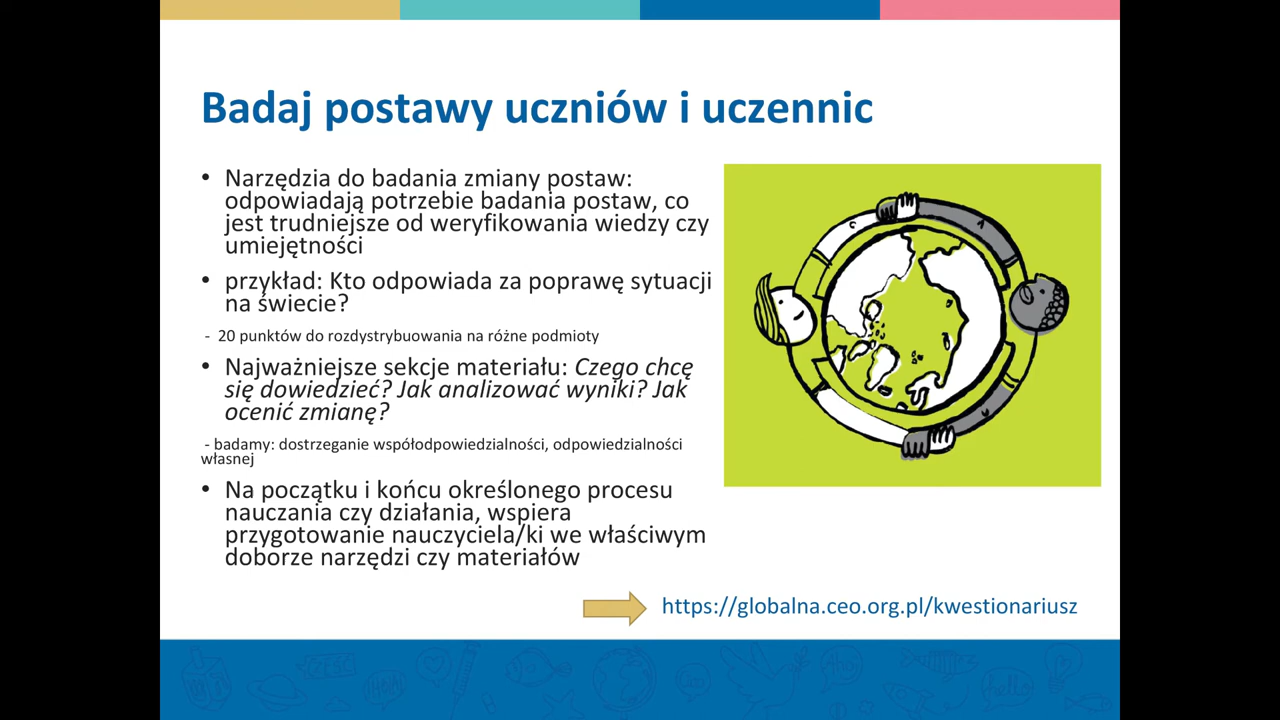 Badaj postawy uczniów i uczennic
• Narzędzia do badania zmiany postaw:
odpowiadają potrzebie badania postaw, co
jest trudniejsze od weryfikowania wiedzy czy
umiejętności
• przykład: Kto odpowiada za poprawę sytuacji
na świecie?
- 20 punktów do rozdystrybuowania na różne podmioty
• Najważniejsze sekcje materiału: Czego chcę
się dowiedzieć? Jak analizować wyniki? Jak
ocenić zmianę?
- badamy: dostrzeganie współodpowiedzialności, odpowiedzialności
własnej
• Na początku i końcu określonego procesu
nauczania czy działania, wspiera
przygotowanie nauczyciela/ki we właściwym
doborze narzędzi czy materiałów
https://globalna.ceo.org.pl/kwestionariusz
CZEŚĆ
hello